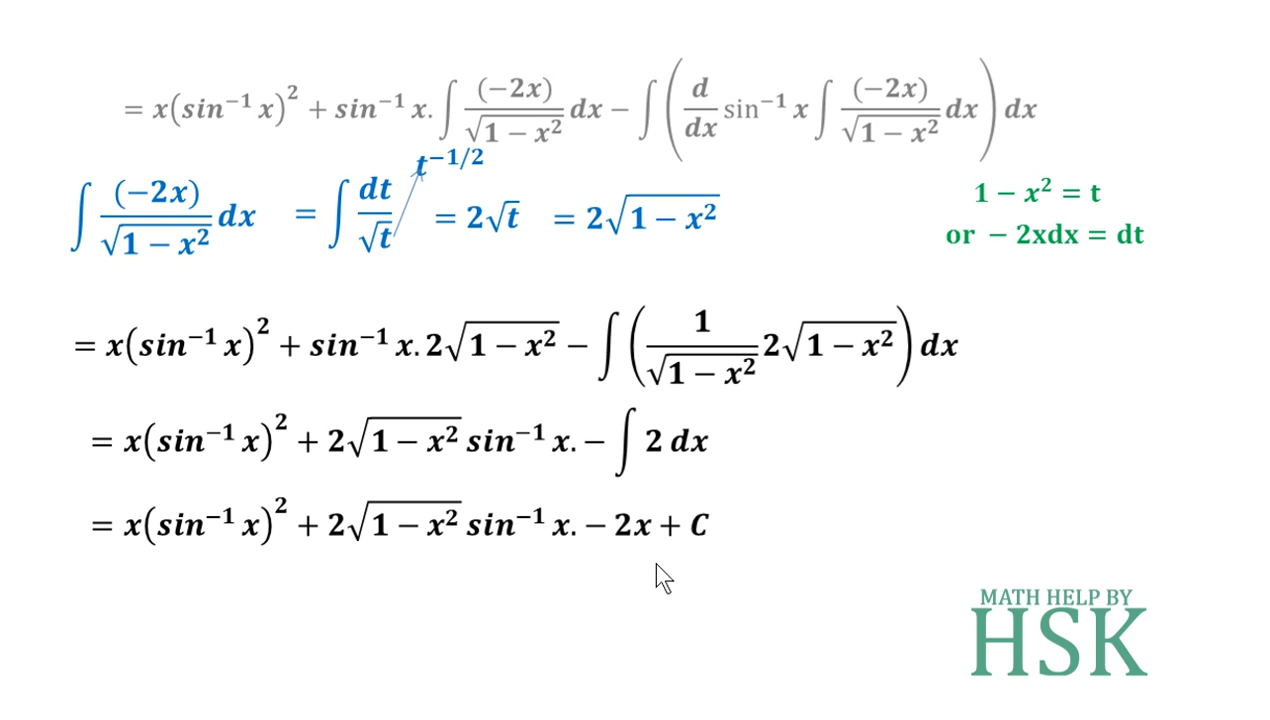 = x(sin⁻¹ x)² + sin⁻¹ x. ∫ (−2x)/√(1 − x²) dx − ∫ ( d/dx sin⁻¹ x ∫ (−2x)/√(1 − x²) dx ) dx
t⁻¹/²
∫ (−2x)/√(1 − x²) dx = ∫ dt/√t = 2√t = 2√(1 − x²)
1 − x² = t
or − 2xdx = dt
= x(sin⁻¹ x)² + sin⁻¹ x. 2√(1 − x²) − ∫ ( 1/√(1 − x²) 2√(1 − x²) ) dx
= x(sin⁻¹ x)² + 2√(1 − x²) sin⁻¹ x. − ∫ 2 dx
= x(sin⁻¹ x)² + 2√(1 − x²) sin⁻¹ x. − 2x + C
MATH HELP BY
HSK